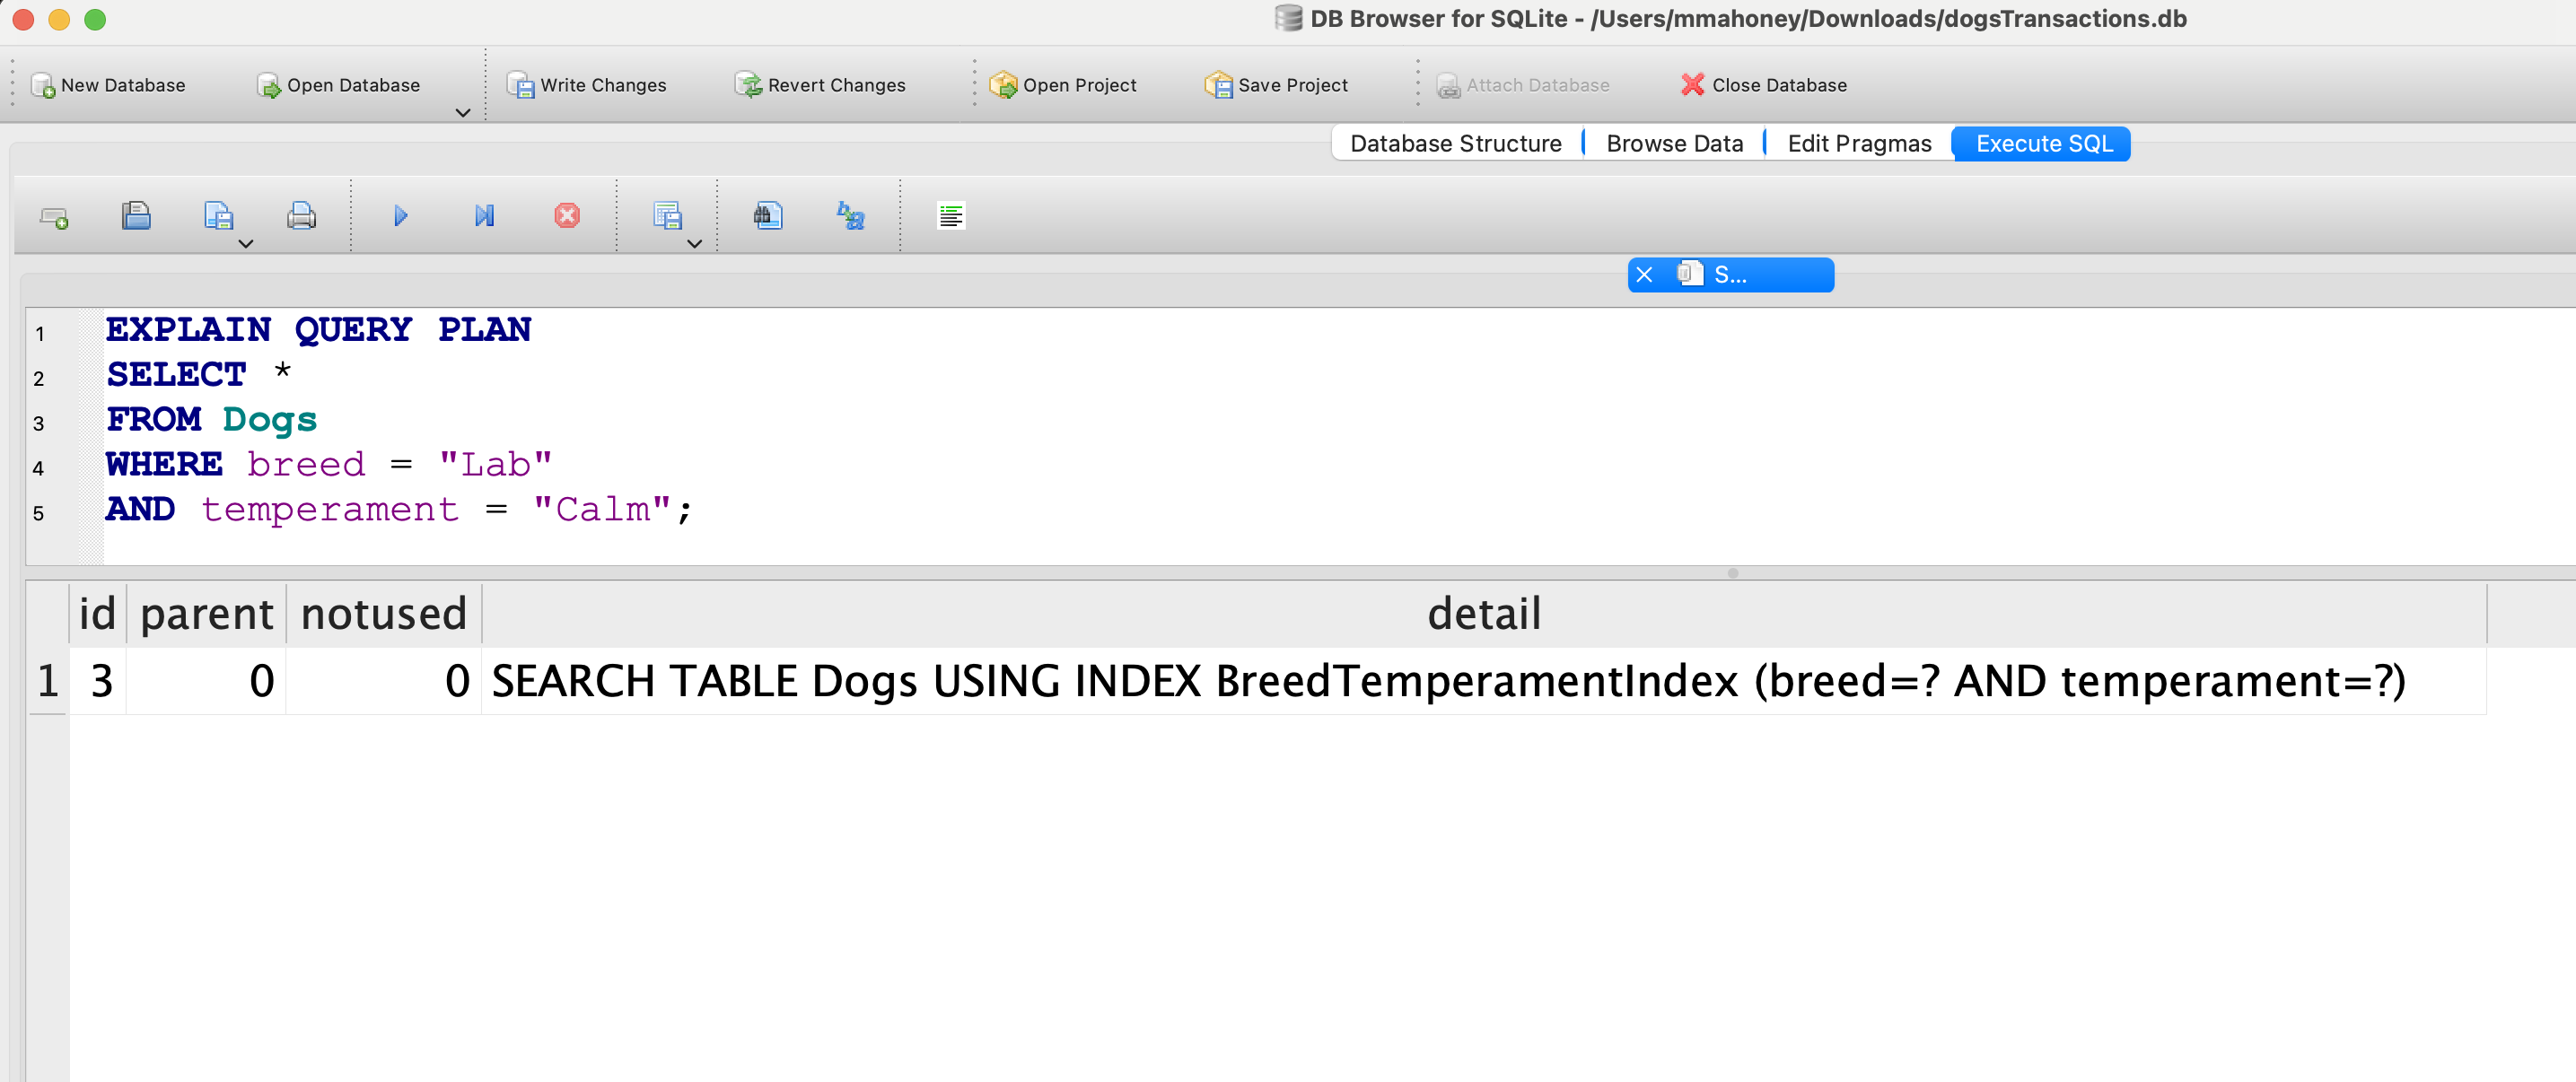 DB Browser for SQLite - /Users/mmahoney/Downloads/dogsTransactions.db
New Database Open Database Write Changes Revert Changes Open Project Save Project Attach Database Close Database
Database Structure Browse Data Edit Pragmas Execute SQL
S...
1 EXPLAIN QUERY PLAN
2 SELECT *
3 FROM Dogs
4 WHERE breed = "Lab"
5 AND temperament = "Calm";
id parent notused detail
1 3 0 0 SEARCH TABLE Dogs USING INDEX BreedTemperamentIndex (breed=? AND temperament=?)